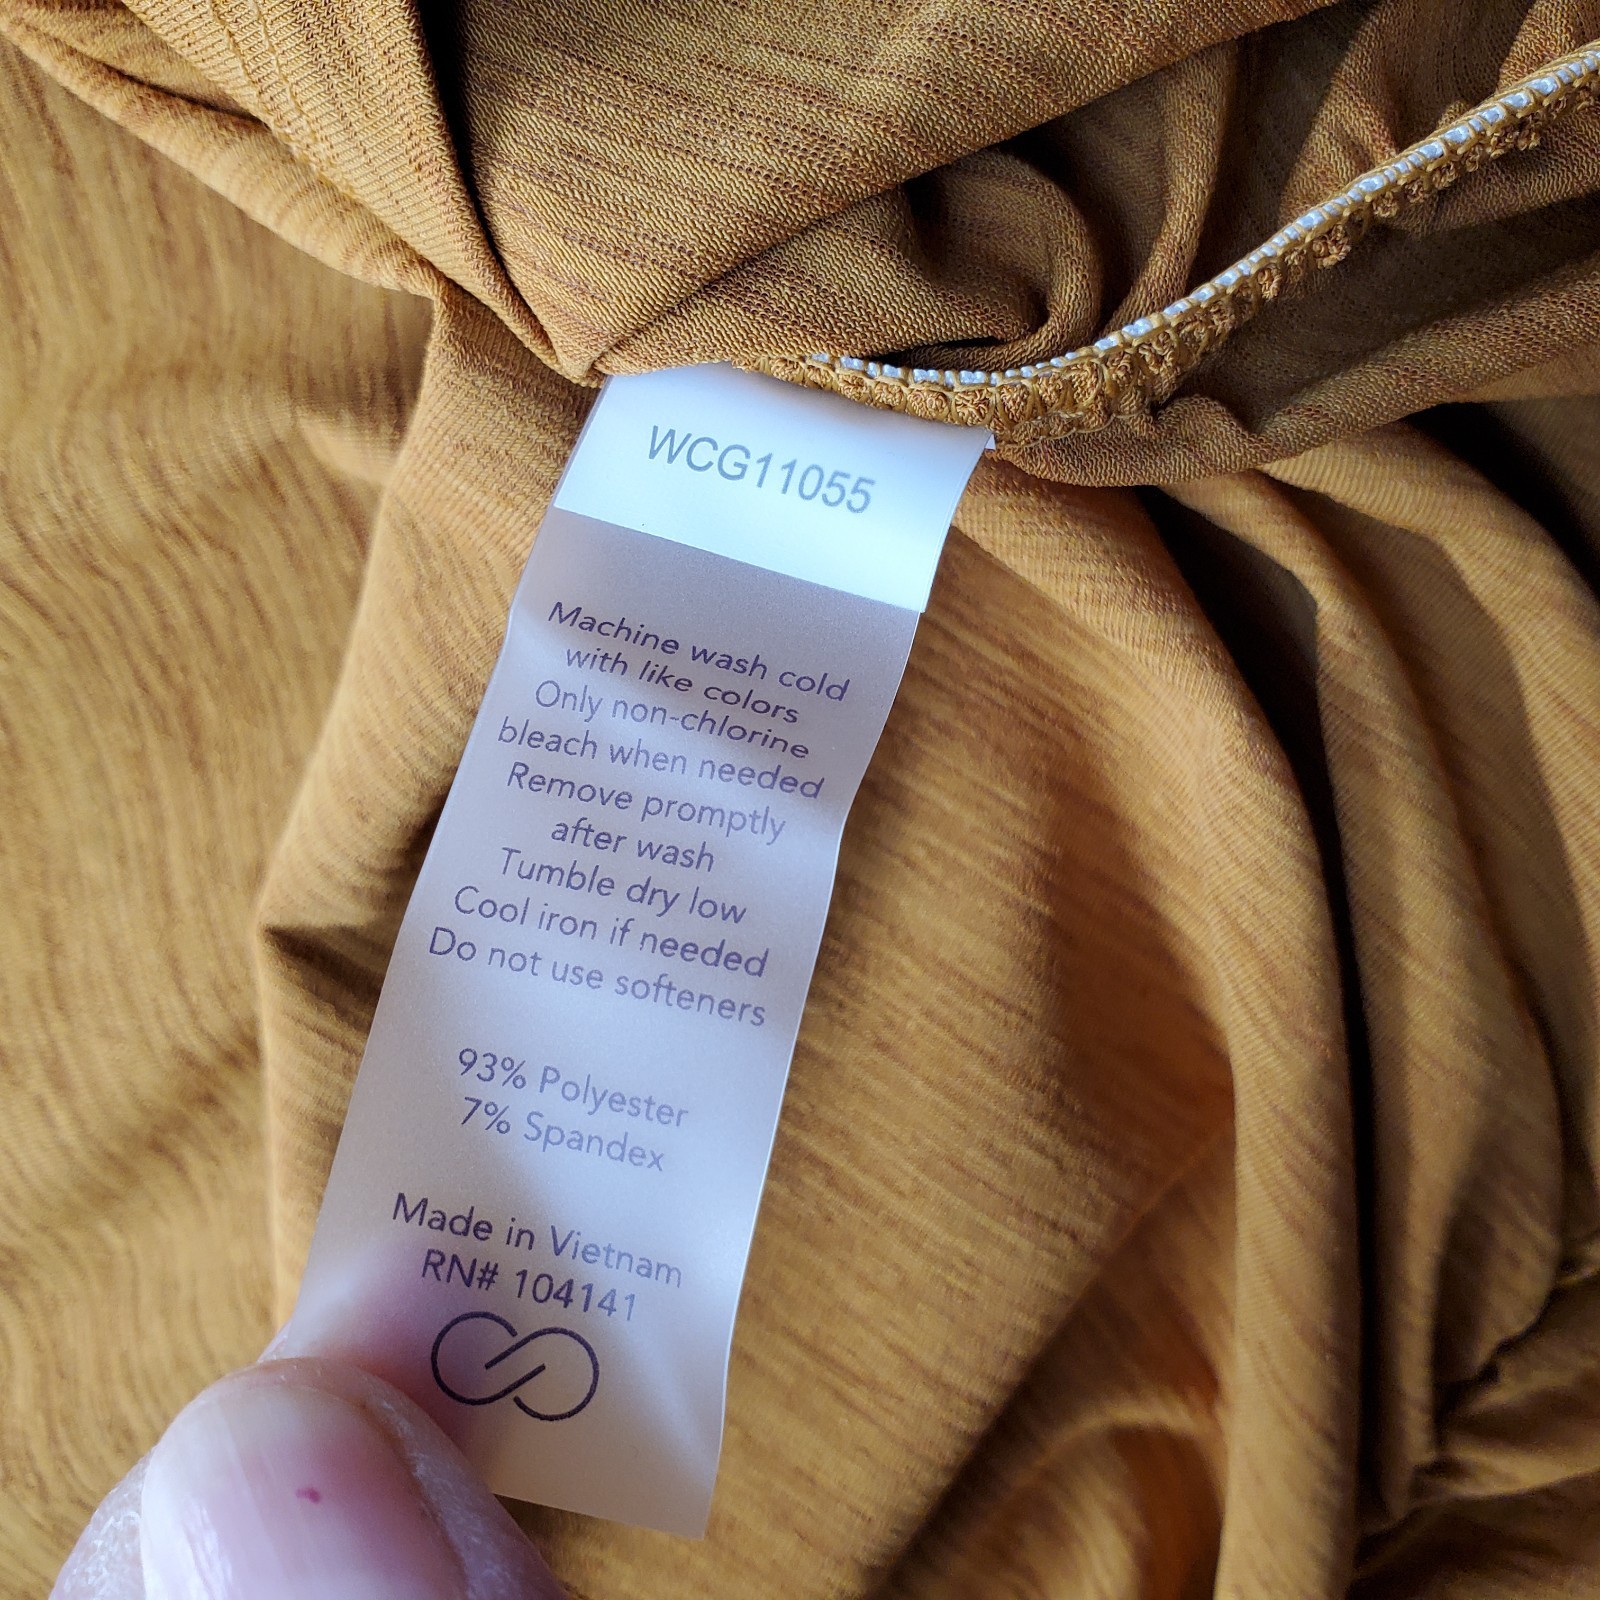 WCG11055
Machine wash cold
with like colors
Only non-chlorine
bleach when needed
Remove promptly
after wash
Tumble dry low
Cool iron if needed
Do not use softeners
93% Polyester
7% Spandex
Made in Vietnam
RN# 104141